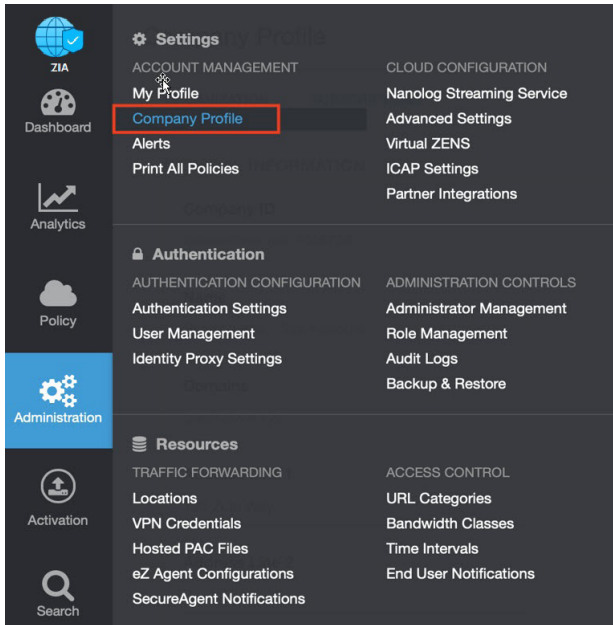 ZIA
Dashboard
Analytics
Policy
Administration
Activation
Search
Settings
ACCOUNT MANAGEMENT
My Profile
Company Profile
Alerts
Print All Policies
CLOUD CONFIGURATION
Nanolog Streaming Service
Advanced Settings
Virtual ZENS
ICAP Settings
Partner Integrations
Authentication
AUTHENTICATION CONFIGURATION
Authentication Settings
User Management
Identity Proxy Settings
ADMINISTRATION CONTROLS
Administrator Management
Role Management
Audit Logs
Backup & Restore
Resources
TRAFFIC FORWARDING
Locations
VPN Credentials
Hosted PAC Files
eZ Agent Configurations
SecureAgent Notifications
ACCESS CONTROL
URL Categories
Bandwidth Classes
Time Intervals
End User Notifications
Company ID
Domains